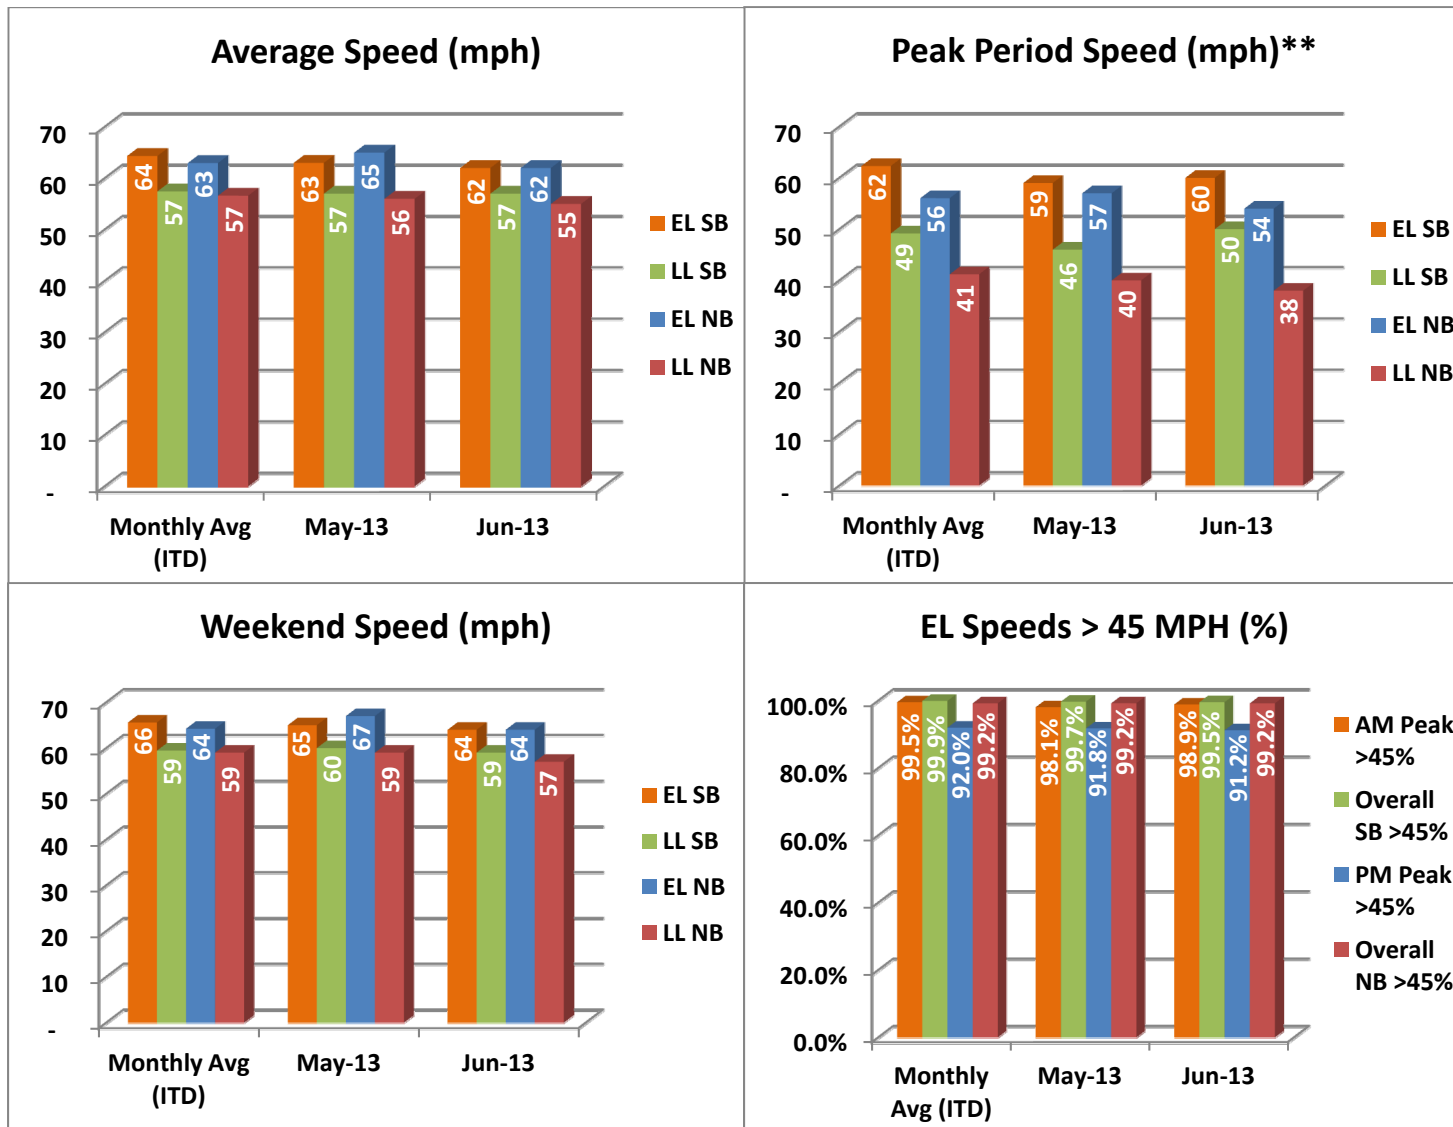 Average Speed (mph)
70
60
50
40
30
20
10
-
64
57
63
57
63
57
65
56
62
57
62
55
Monthly Avg
(ITD)
May-13
Jun-13
EL SB
LL SB
EL NB
LL NB
Peak Period Speed (mph)**
70
60
50
40
30
20
10
-
62
49
56
41
59
46
57
40
60
50
54
38
Monthly Avg
(ITD)
May-13
Jun-13
EL SB
LL SB
EL NB
LL NB
Weekend Speed (mph)
70
60
50
40
30
20
10
-
66
59
64
59
65
60
67
59
64
59
64
57
Monthly Avg
(ITD)
May-13
Jun-13
EL SB
LL SB
EL NB
LL NB
EL Speeds > 45 MPH (%)
100.0%
80.0%
60.0%
40.0%
20.0%
0.0%
99.5%
99.9%
92.0%
99.2%
98.1%
99.7%
91.8%
99.2%
98.9%
99.5%
91.2%
99.2%
Monthly
Avg (ITD)
May-13
Jun-13
AM Peak
>45%
Overall
SB >45%
PM Peak
>45%
Overall
NB >45%